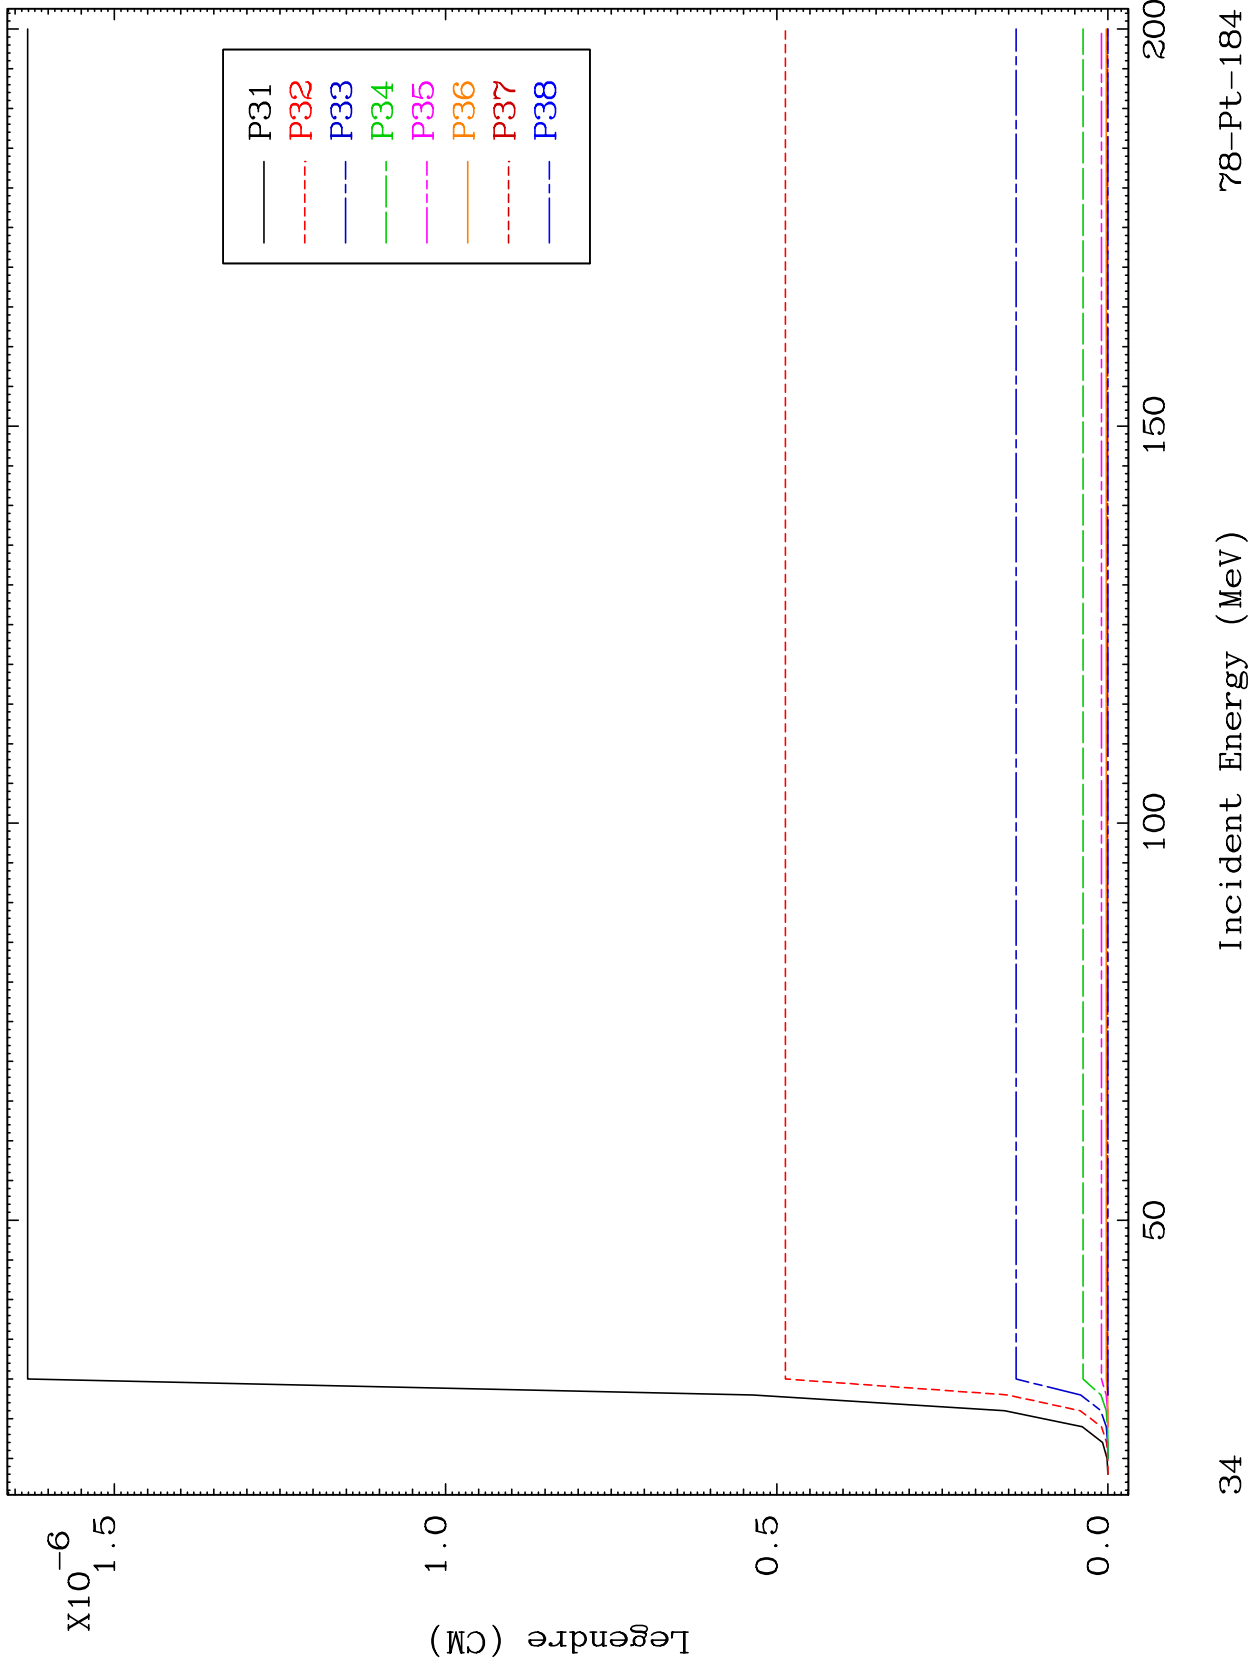 X10-6
1.5
1.0
0.5
0.0
Legendre (CM)
P31
P32
P33
P34
P35
P36
P37
P38
50
100
150
200
34
Incident Energy (MeV)
78-Pt-184